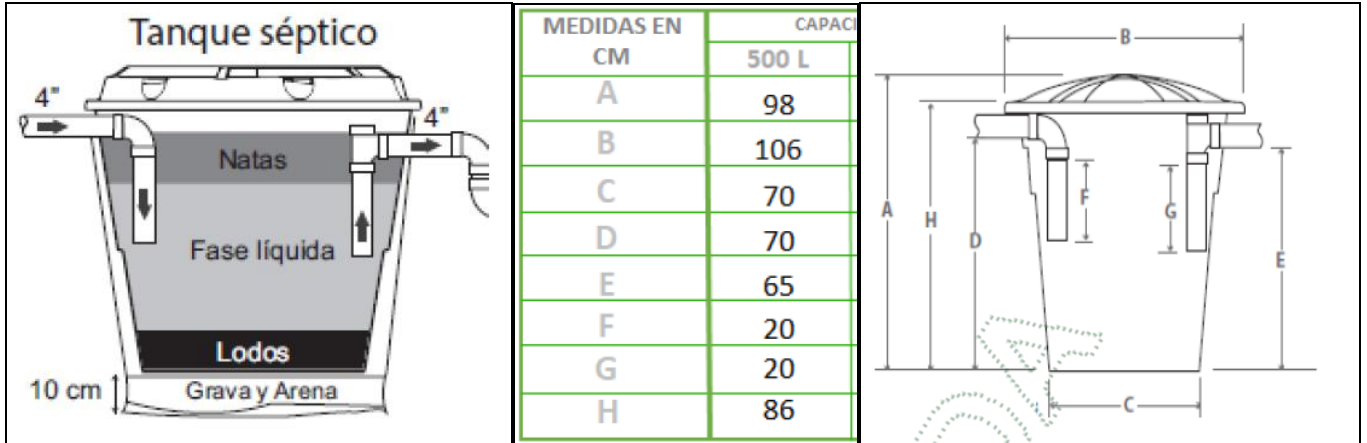 Tanque séptico
4"
4"
Natas
Fase líquida
Lodos
10 cm
Grava y Arena
MEDIDAS EN CM
CAPACI
500 L
A 98
B 106
C 70
D 70
E 65
F 20
G 20
H 86
B
A
H
D
F
G
E
C